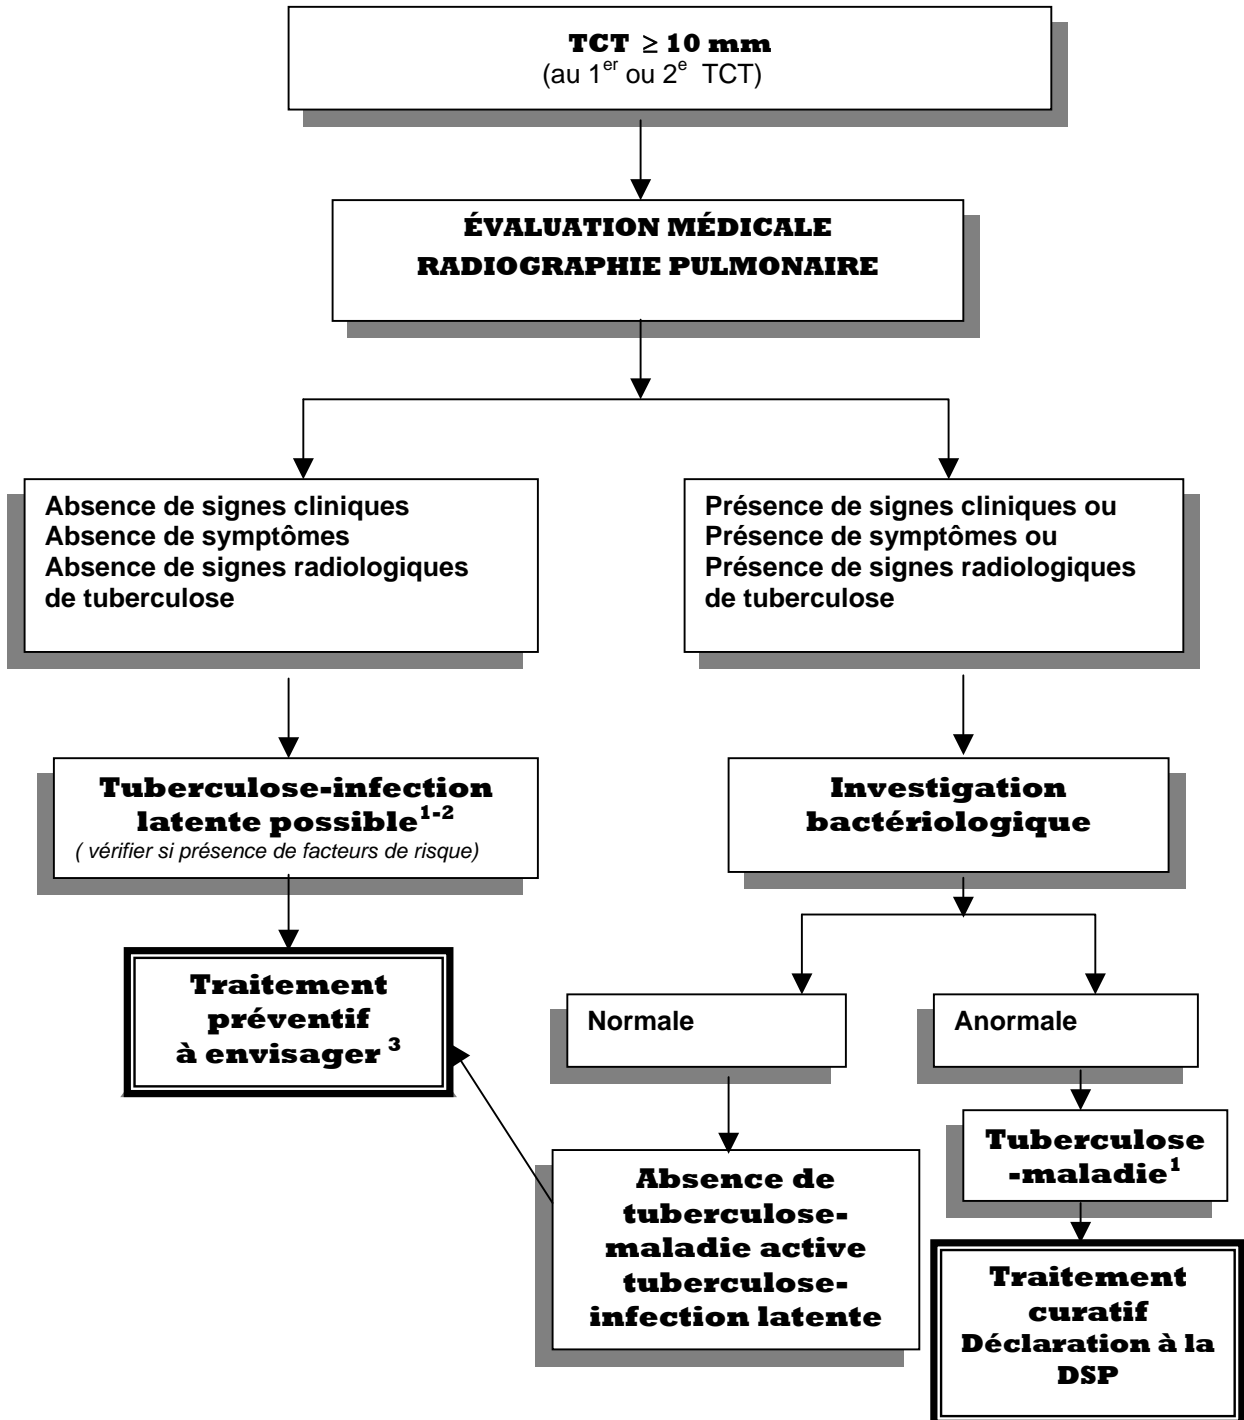 TCT ≥ 10 mm
(au 1er ou 2e TCT)
ÉVALUATION MÉDICALE
RADIOGRAPHIE PULMONAIRE
Absence de signes cliniques
Absence de symptômes
Absence de signes radiologiques
de tuberculose
Présence de signes cliniques ou
Présence de symptômes ou
Présence de signes radiologiques
de tuberculose
Tuberculose-infection
latente possible1-2
( vérifier si présence de facteurs de risque)
Investigation
bactériologique
Traitement
préventif
à envisager 3
Normale
Anormale
Absence de
tuberculose-
maladie active
tuberculose-
infection latente
Tuberculose
-maladie1
Traitement
curatif
Déclaration à la
DSP